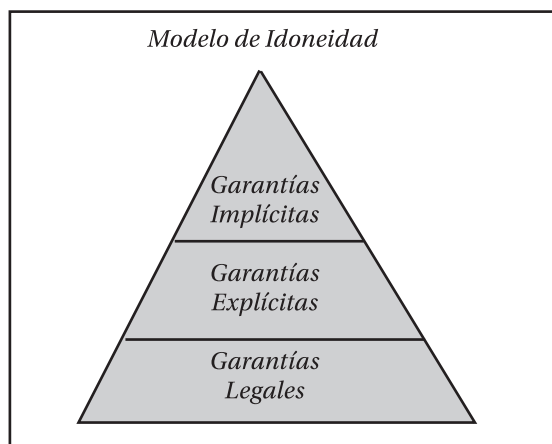 Modelo de Idoneidad
Garantías
Implícitas
Garantías
Explícitas
Garantías
Legales